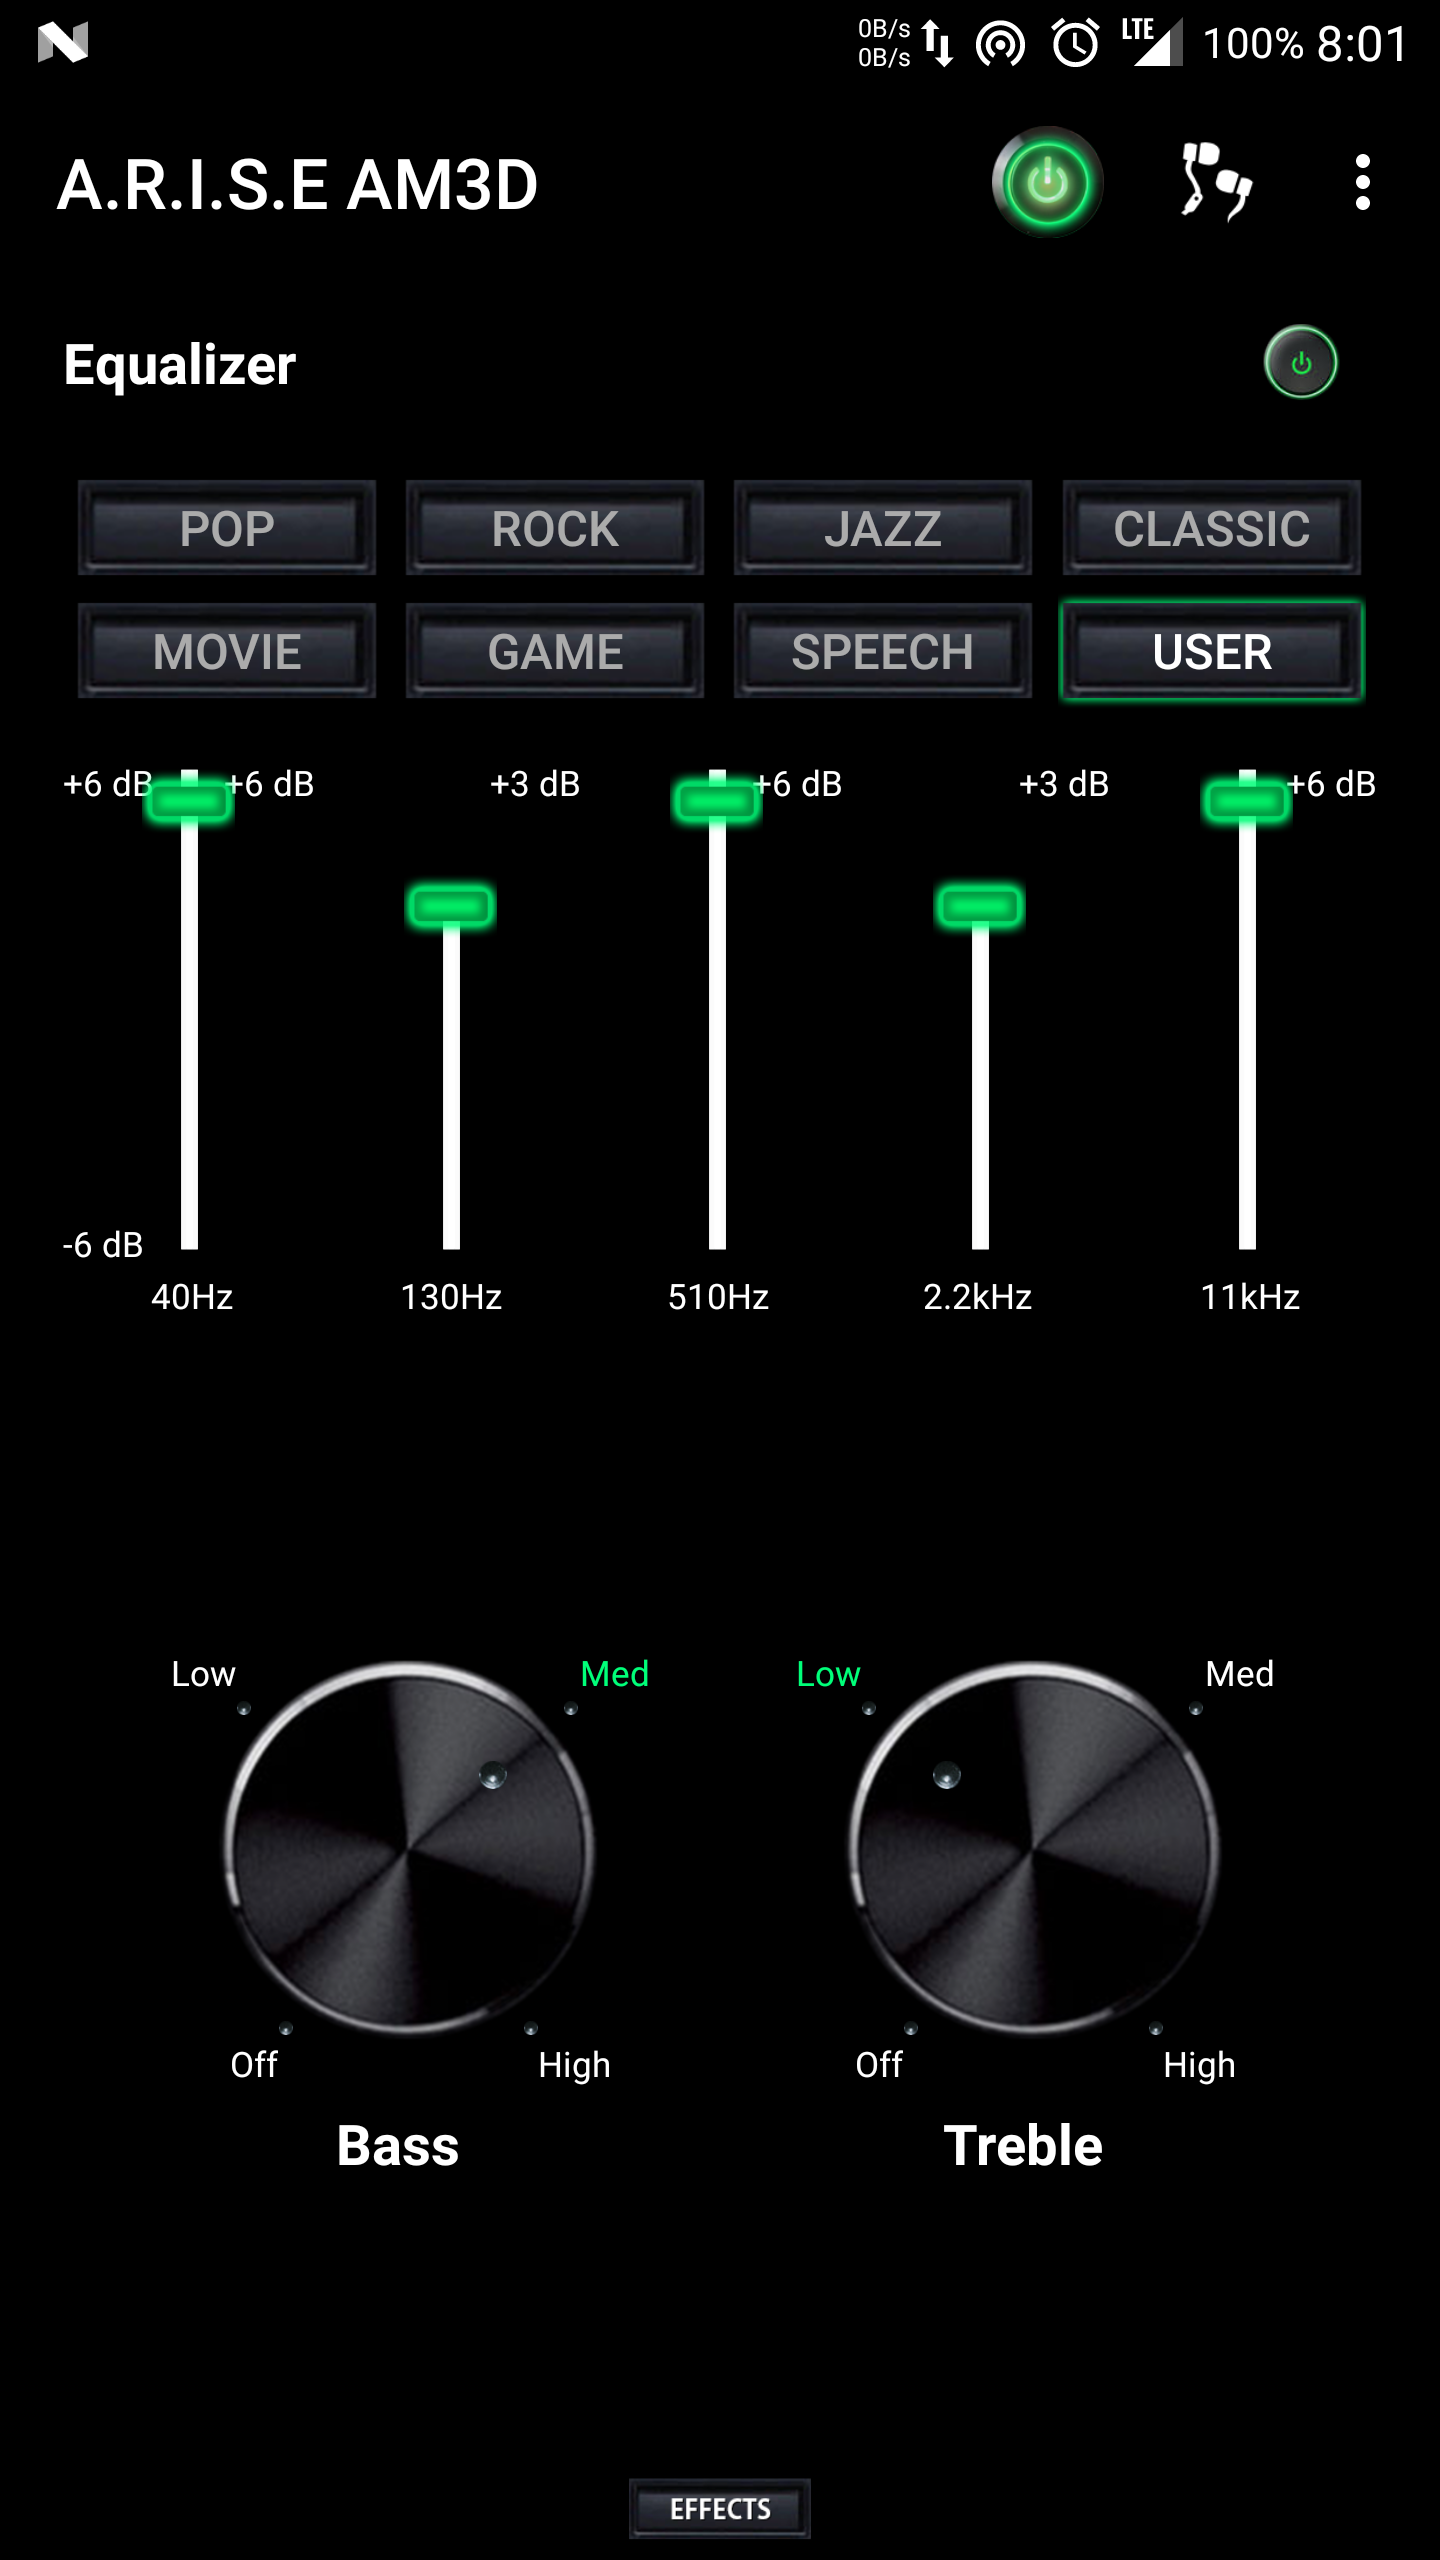 0B/s
0B/s
LTE
100% 8:01
A.R.I.S.E AM3D
Equalizer
POP ROCK JAZZ CLASSIC
MOVIE GAME SPEECH USER
+6 dB +6 dB +3 dB +6 dB +3 dB +6 dB
-6 dB
40Hz 130Hz 510Hz 2.2kHz 11kHz
Low Med Low Med
Off High Off High
Bass Treble
EFFECTS